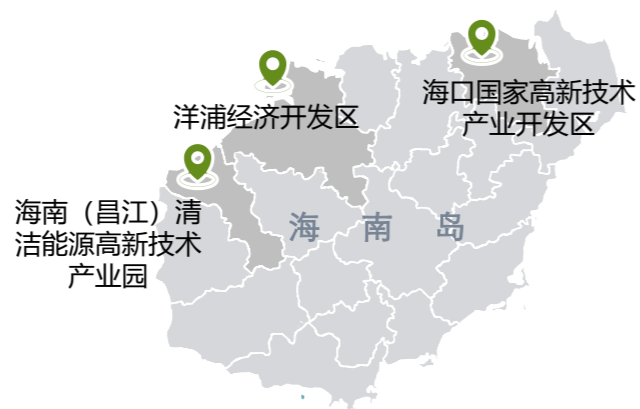 海口国家高新技术
产业开发区
洋浦经济开发区
海南（昌江）清
洁能源高新技术
产业园
海南岛